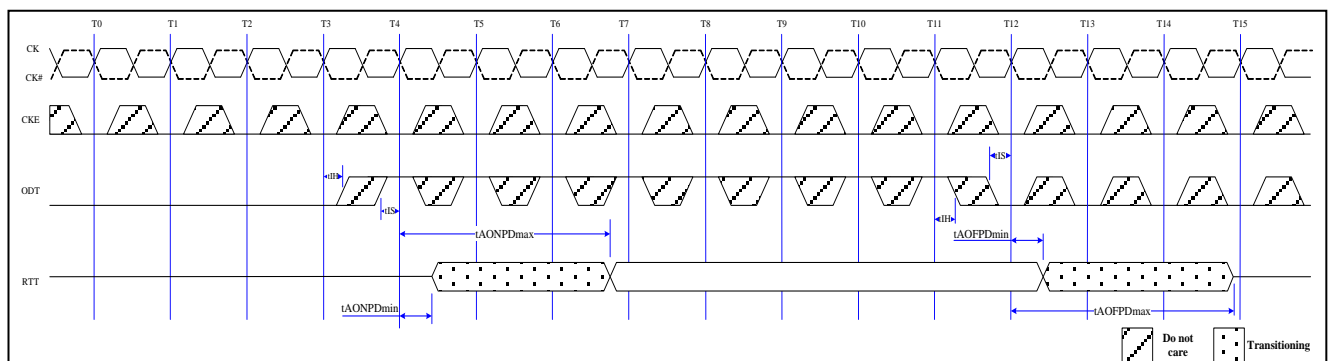 T0 T1 T2 T3 T4 T5 T6 T7 T8 T9 T10 T11 T12 T13 T14 T15
CK
CK#
CKE
tIS
tIH
ODT
tIS
tIH
tAONPDmax
tAOFPDmin
RTT
tAONPDmin
tAOFPDmax
Do not
care
Transitioning